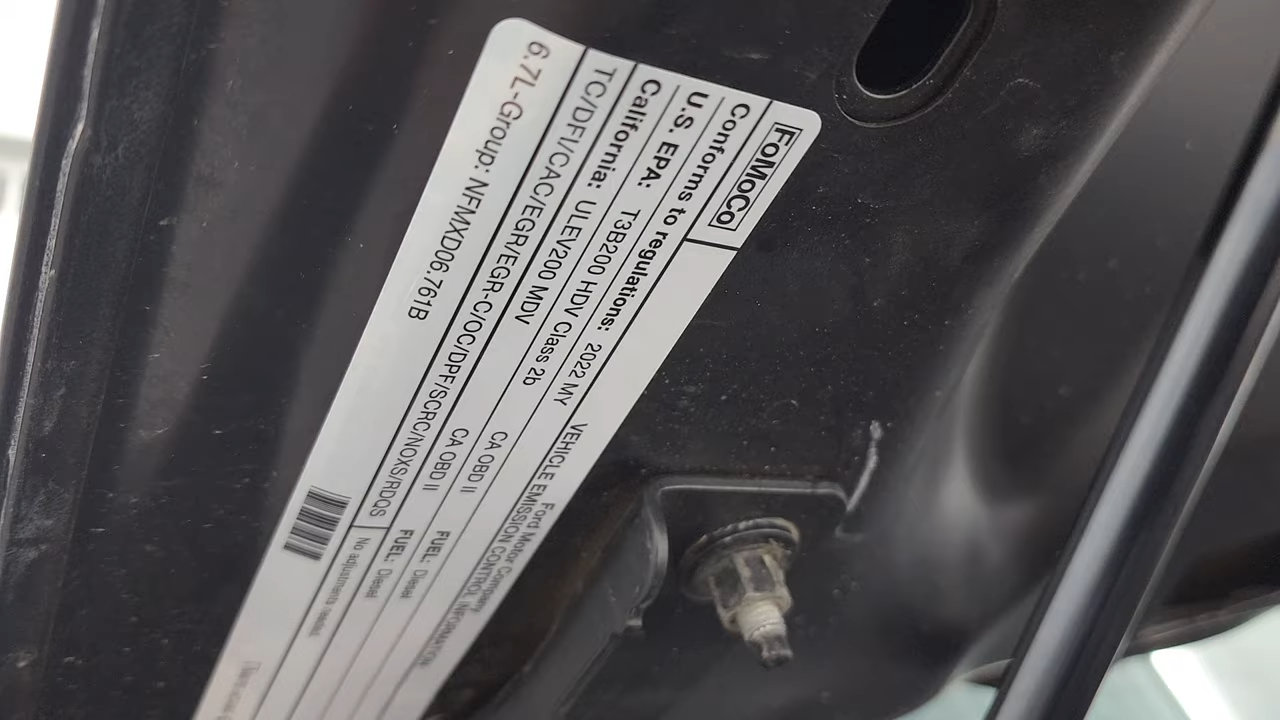 FoMoCo
Ford Motor Company
VEHICLE EMISSION CONTROL INFORMATION
Conforms to regulations: 2022 MY
U.S. EPA: T3B200 HDV Class 2b CA OBD II FUEL: Diesel
California: ULEV200 MDV CA OBD II FUEL: Diesel
TC/DFI/CAC/EGR/EGR-C/OC/DPF/SCRC/NOXS/RDQS No adjustments needed.
6.7L-Group: NFMXD06.761B